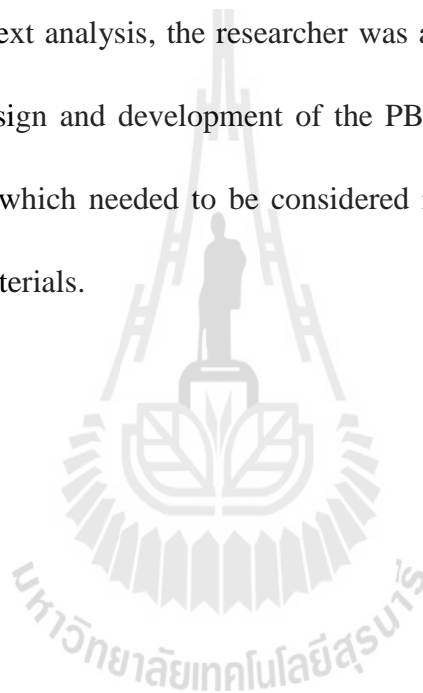 ext analysis, the researcher was a
sign and development of the PB
which needed to be considered
terials.
มหาวิทยาลัยเทคโนโลยีสุรนารี